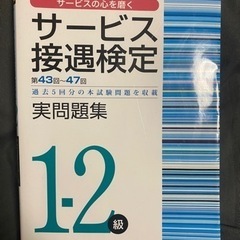 サービスの心を磨く
サービス
接遇検定
第43回〜47回
過去5回分の本試験問題を収載
実問題集
1-2級